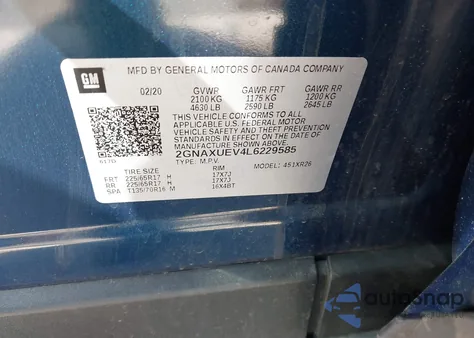 GM
MFD BY GENERAL MOTORS OF CANADA COMPANY
02/20 GVWR GAWR FRT GAWR RR
2100 KG 1175 KG 1200 KG
4630 LB 2590 LB 2645 LB
THIS VEHICLE CONFORMS TO ALL APPLICABLE U.S. FEDERAL MOTOR
VEHICLE SAFETY, BUMPER, AND THEFT PREVENTION
STANDARDS IN EFFECT ON THE DATE OF
MANUFACTURE SHOWN ABOVE.
2GNAXUEV4L6229585
TYPE: M.P.V. MODEL: 4S1XR26
TIRE SIZE RIM
FRT 225/65R17 H 17X7J
RR 225/65R17 H 17X7J
SPA T135/70R16 M 16X4BT
autosnap